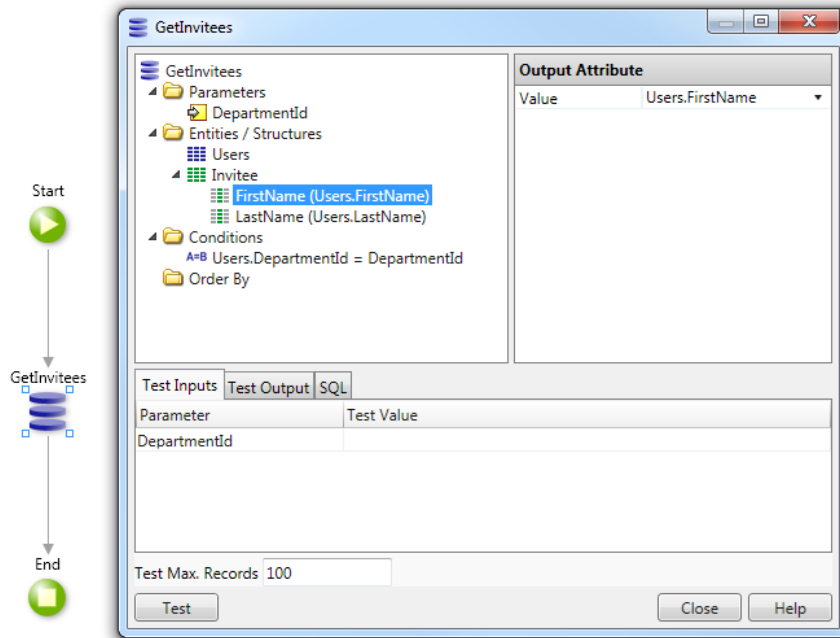 GetInvitees
GetInvitees
Parameters
DepartmentId
Entities / Structures
Users
Invitee
FirstName (Users.FirstName)
LastName (Users.LastName)
Conditions
A=B Users.DepartmentId = DepartmentId
Order By
Output Attribute
Value Users.FirstName
Start
GetInvitees
End
Test Inputs Test Output SQL
Parameter Test Value
DepartmentId
Test Max. Records 100
Test Close Help